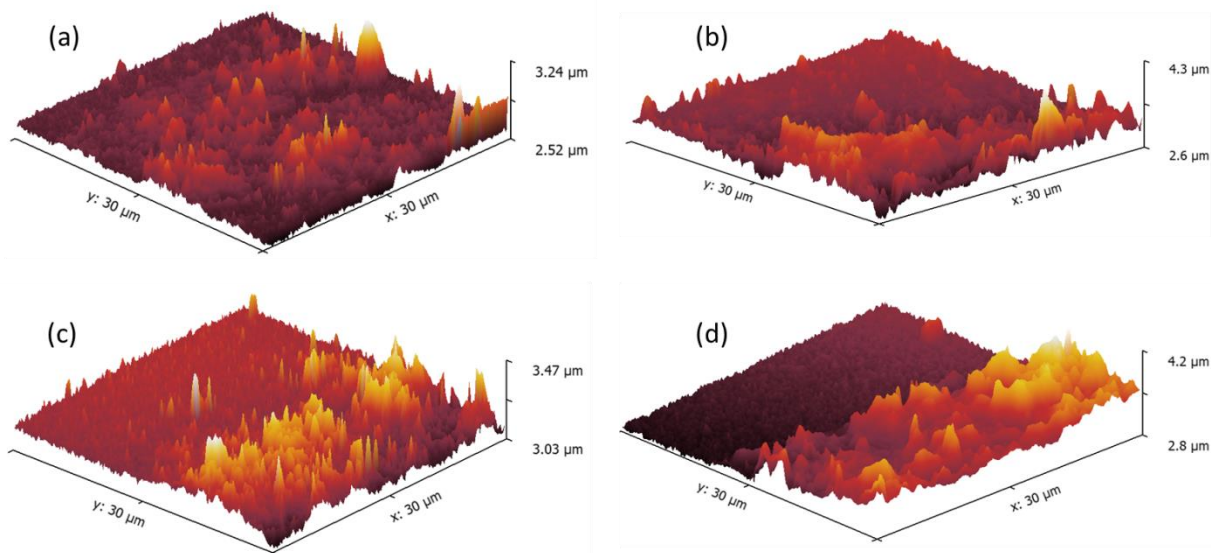 (a)
3.24 µm
2.52 µm
y: 30 µm
x: 30 µm
(b)
4.3 µm
2.6 µm
y: 30 µm
x: 30 µm
(c)
3.47 µm
3.03 µm
y: 30 µm
x: 30 µm
(d)
4.2 µm
2.8 µm
y: 30 µm
x: 30 µm